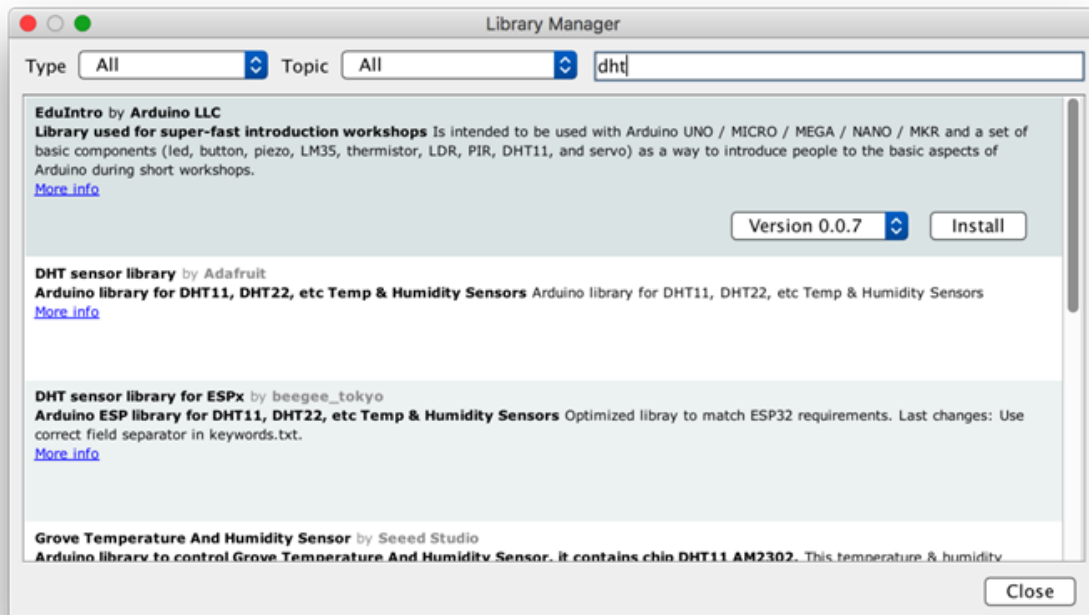 Library Manager
Type All Topic All dht
EduIntro by Arduino LLC
Library used for super-fast introduction workshops Is intended to be used with Arduino UNO / MICRO / MEGA / NANO / MKR and a set of
basic components (led, button, piezo, LM35, thermistor, LDR, PIR, DHT11, and servo) as a way to introduce people to the basic aspects of
Arduino during short workshops.
More info
Version 0.0.7 Install
DHT sensor library by Adafruit
Arduino library for DHT11, DHT22, etc Temp & Humidity Sensors Arduino library for DHT11, DHT22, etc Temp & Humidity Sensors
More info
DHT sensor library for ESPx by beegee_tokyo
Arduino ESP library for DHT11, DHT22, etc Temp & Humidity Sensors Optimized libray to match ESP32 requirements. Last changes: Use
correct field separator in keywords.txt.
More info
Grove Temperature And Humidity Sensor by Seeed Studio
Arduino library to control Grove Temperature And Humidity Sensor, it contains chip DHT11 AM2302. This temperature & humidity
Close